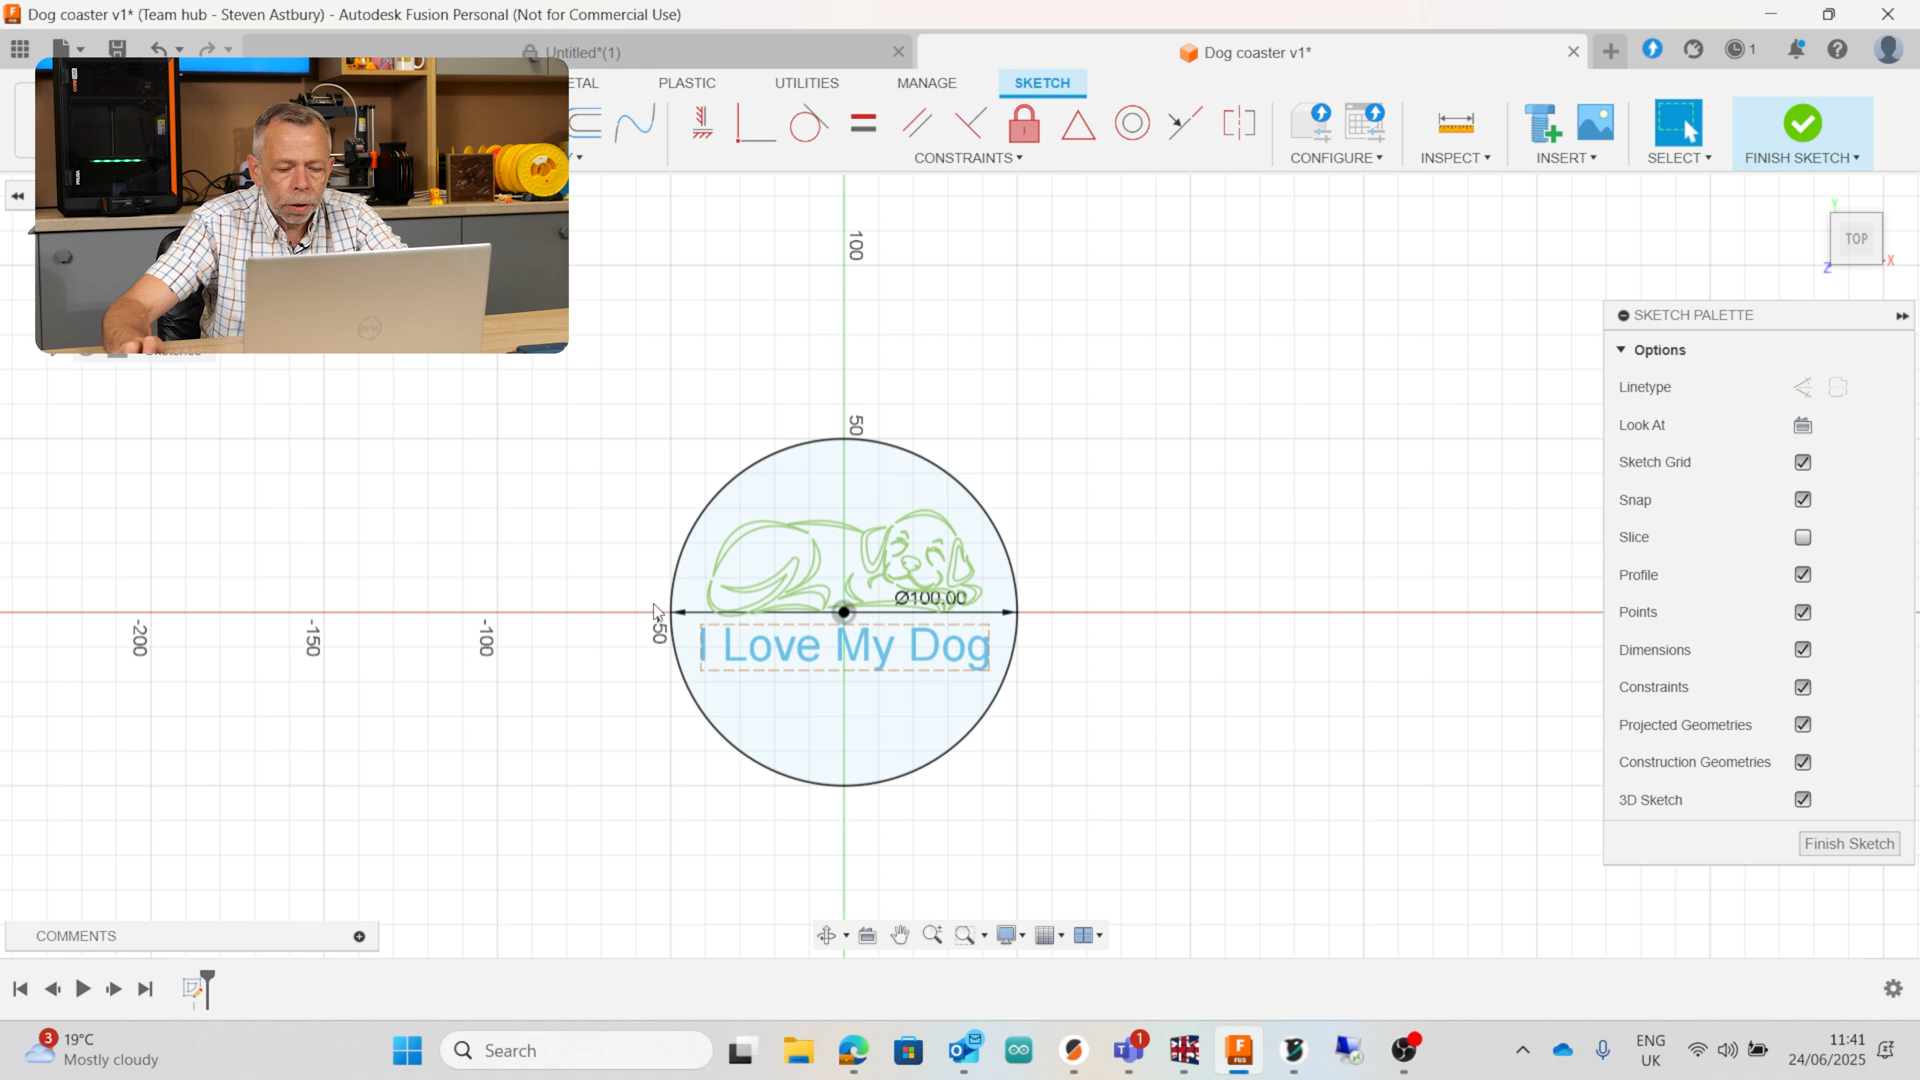 Dog coaster v1* (Team hub - Steven Astbury) - Autodesk Fusion Personal (Not for Commercial Use)
Untitled*(1)
Dog coaster v1*
1
PLASTIC
UTILITIES
MANAGE
SKETCH
CONSTRAINTS
CONFIGURE
INSPECT
INSERT
SELECT
FINISH SKETCH
TOP
Y
X
Z
SKETCH PALETTE
Options
Linetype
Look At
Sketch Grid
Snap
Slice
Profile
Points
Dimensions
Constraints
Projected Geometries
Construction Geometries
3D Sketch
Finish Sketch
100
50
-200
-150
-100
-50
Ø100.00
I Love My Dog
COMMENTS
3
19°C
Mostly cloudy
Search
1
FUS
ENG
UK
11:41
24/06/2025